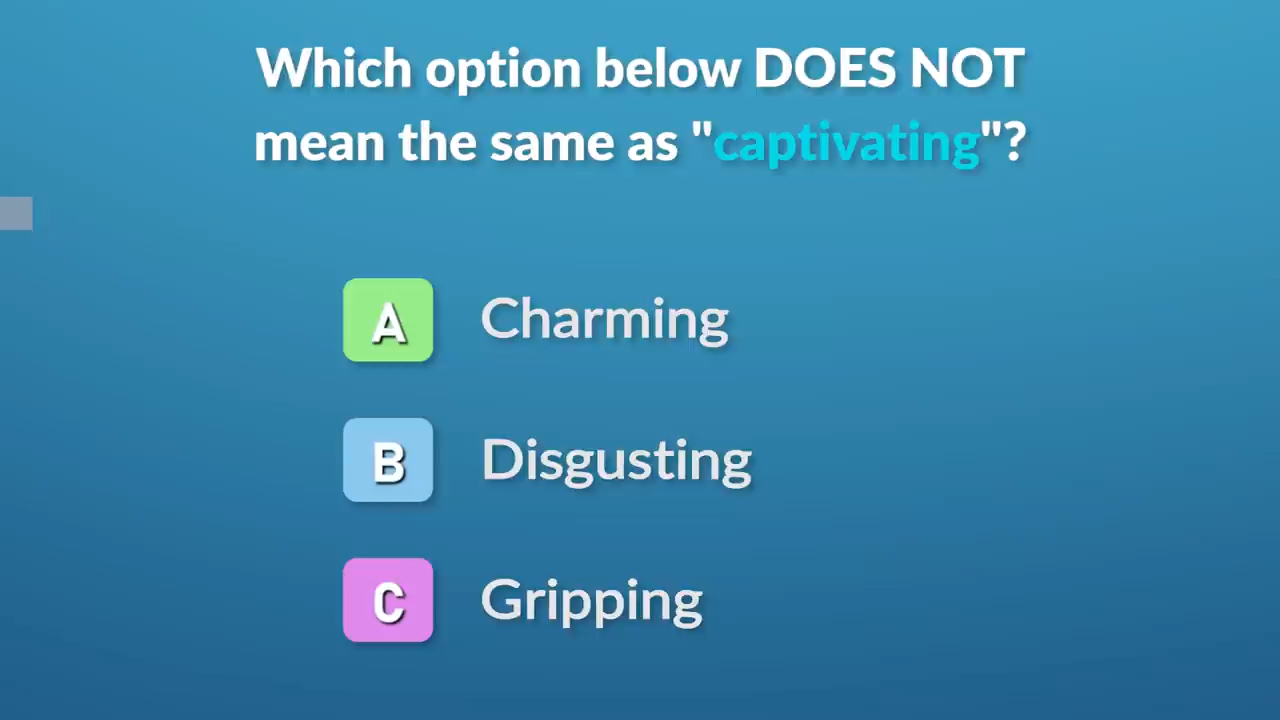 Which option below DOES NOT
mean the same as "captivating"?
A Charming
B Disgusting
C Gripping